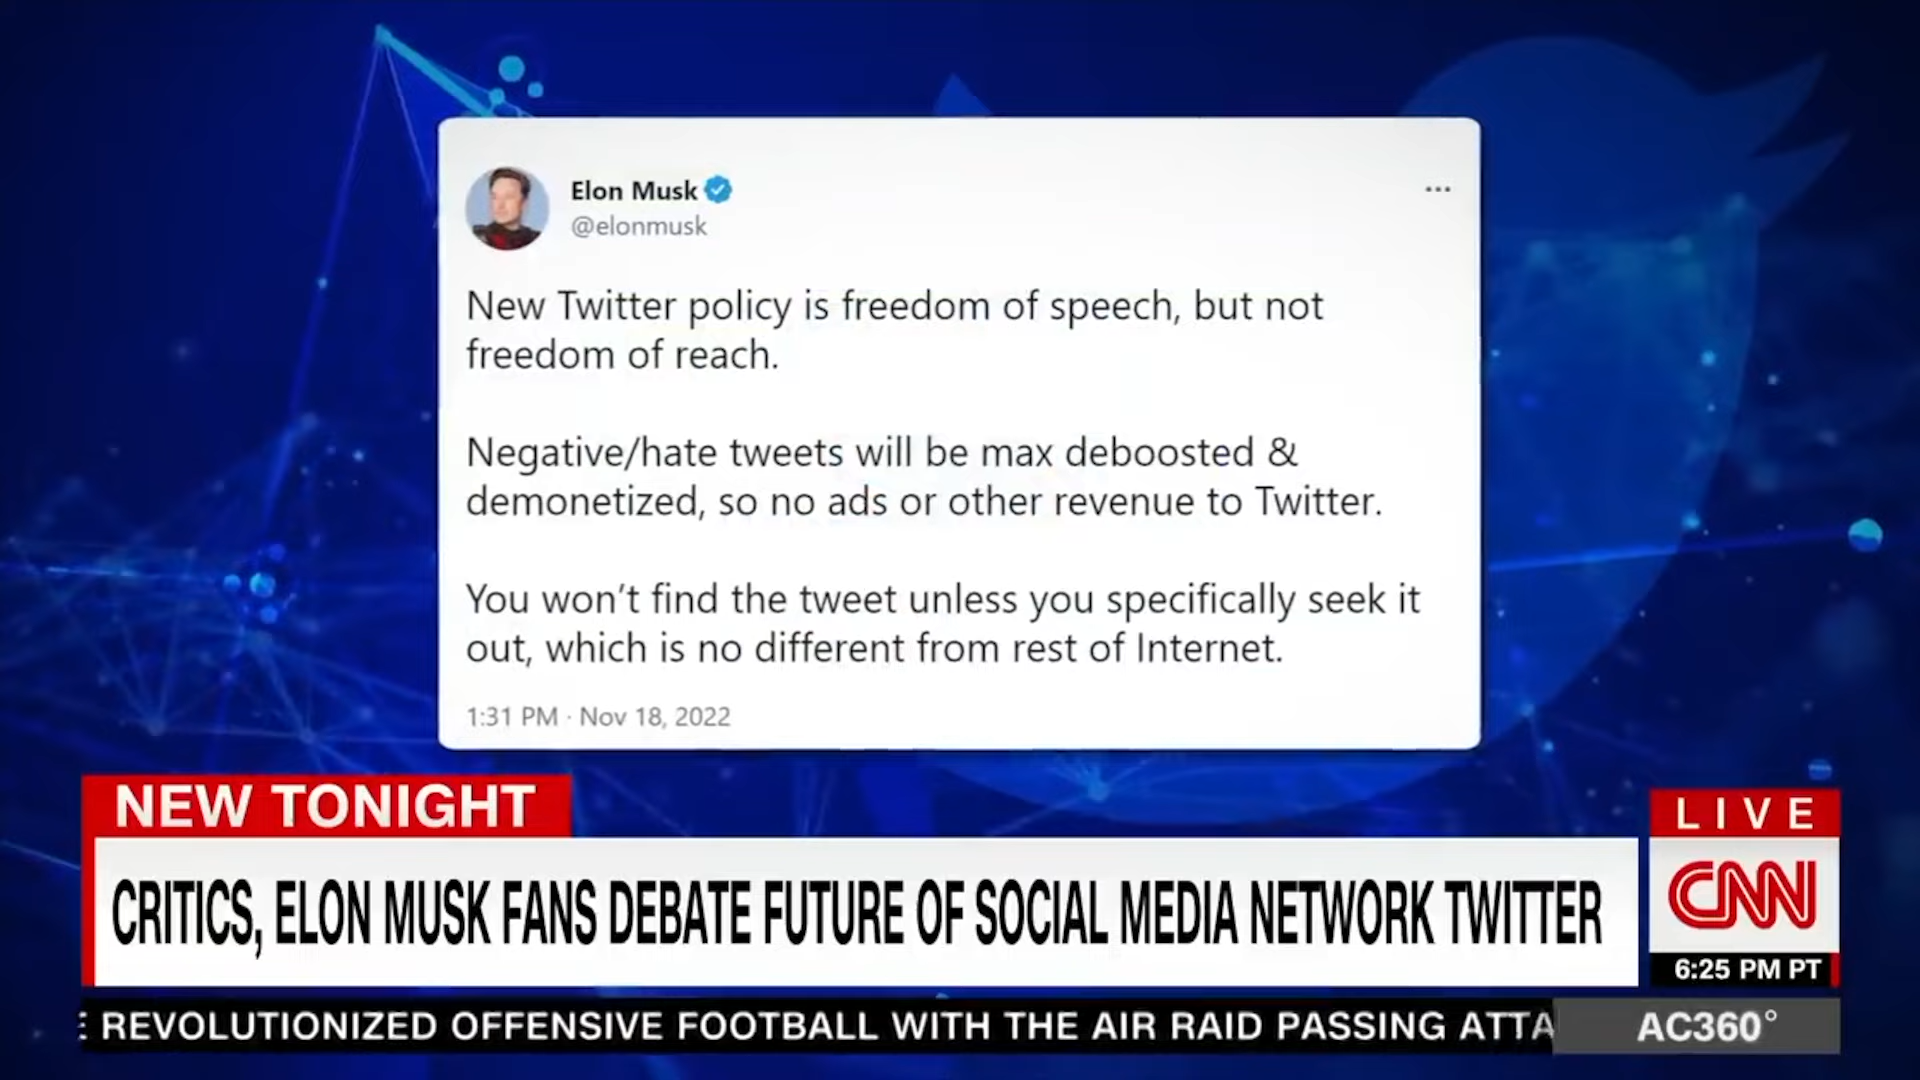 Elon Musk
@elonmusk
New Twitter policy is freedom of speech, but not
freedom of reach.
Negative/hate tweets will be max deboosted &
demonetized, so no ads or other revenue to Twitter.
You won’t find the tweet unless you specifically seek it
out, which is no different from rest of Internet.
1:31 PM · Nov 18, 2022
NEW TONIGHT
CRITICS, ELON MUSK FANS DEBATE FUTURE OF SOCIAL MEDIA NETWORK TWITTER
LIVE
CNN
6:25 PM PT
REVOLUTIONIZED OFFENSIVE FOOTBALL WITH THE AIR RAID PASSING ATTA
AC360°